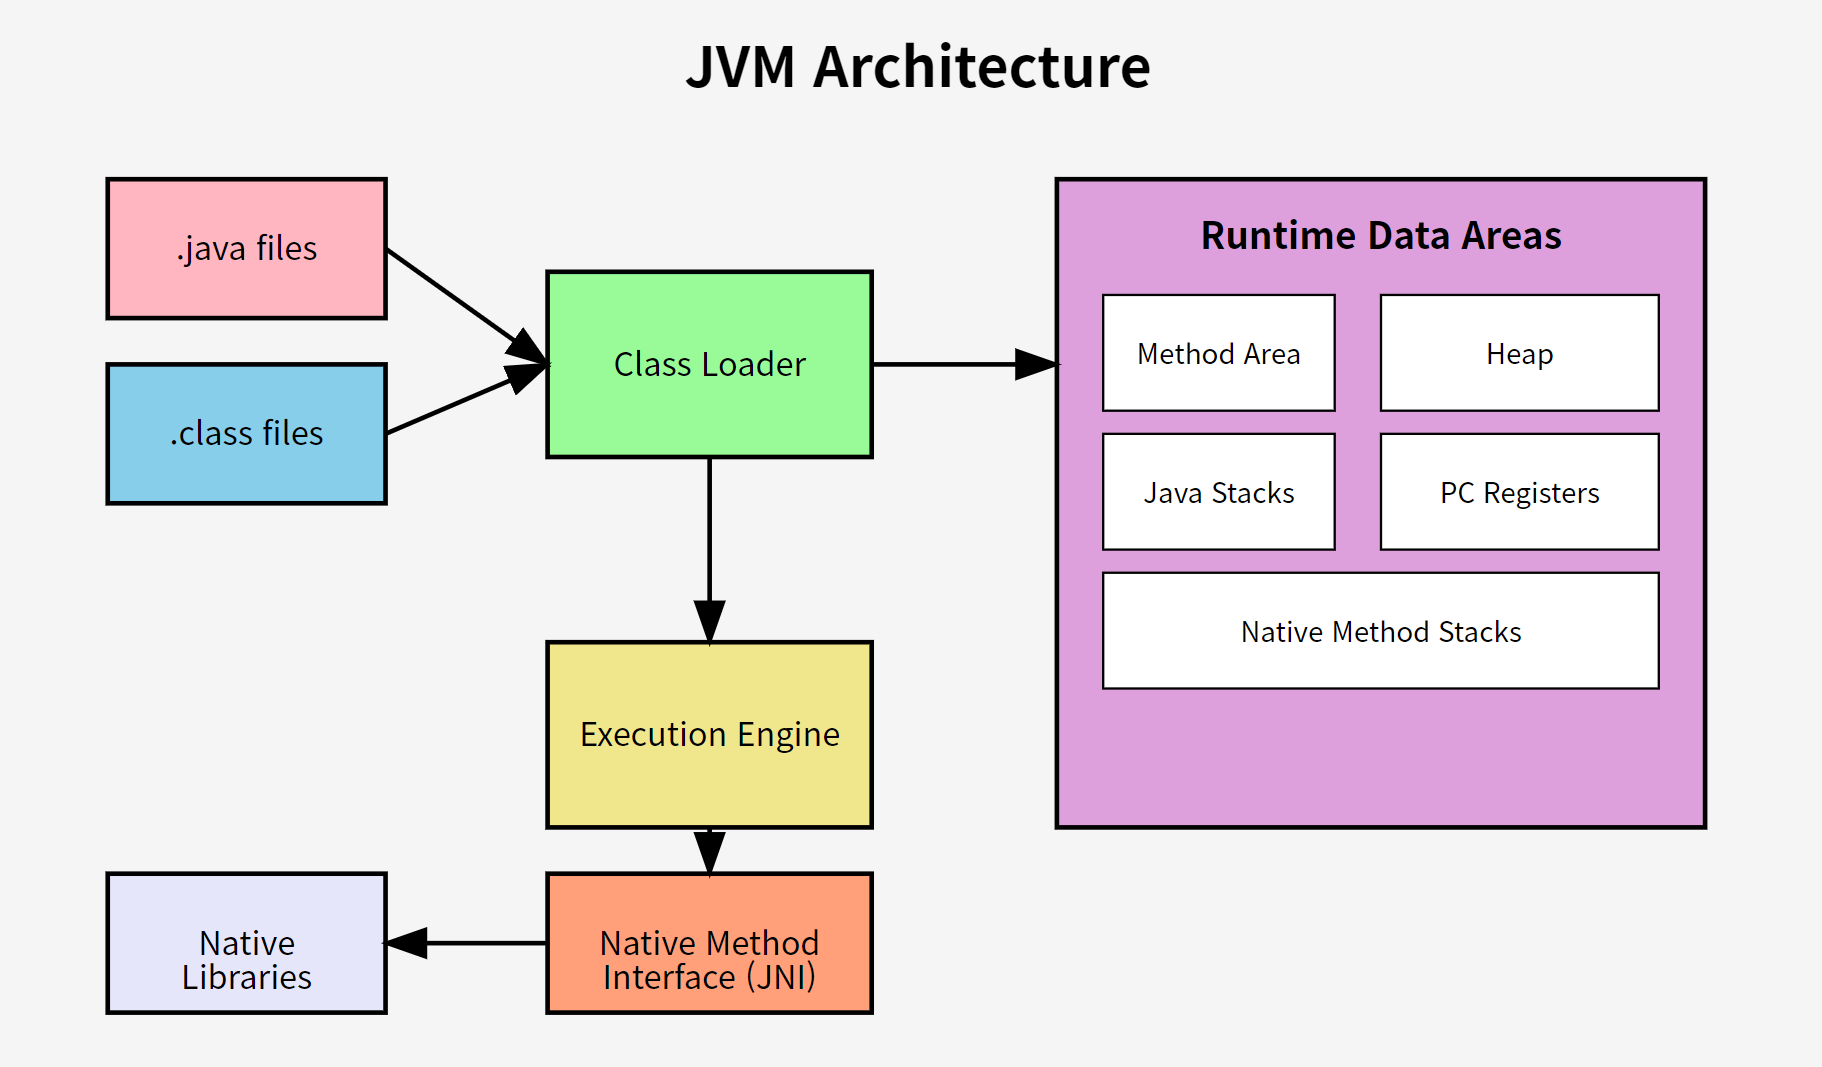 JVM Architecture
.java files
.class files
Class Loader
Runtime Data Areas
Method Area
Heap
Java Stacks
PC Registers
Native Method Stacks
Execution Engine
Native
Libraries
Native Method
Interface (JNI)